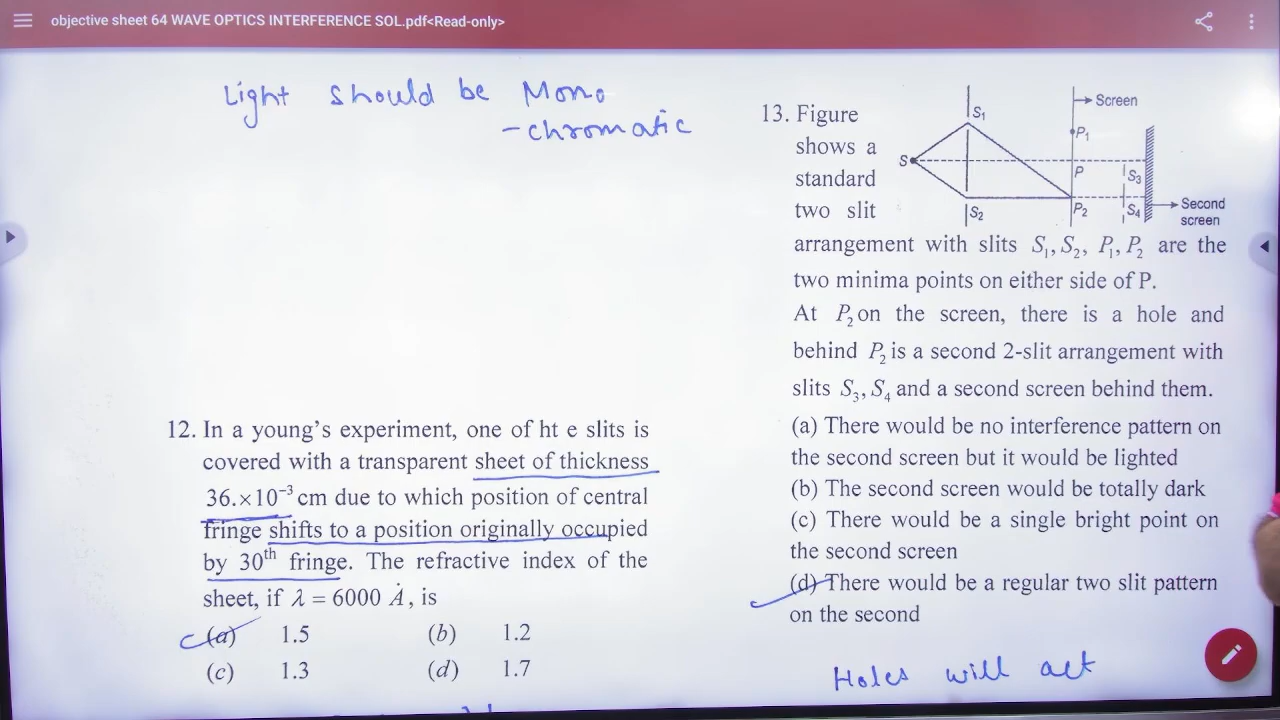 objective sheet 64 WAVE OPTICS INTERFERENCE SOL.pdf<Read-only>
Light should be Mono
-chromatic
12. In a young's experiment, one of ht e slits is
covered with a transparent sheet of thickness
36.×10⁻³ cm due to which position of central
fringe shifts to a position originally occupied
by 30th fringe. The refractive index of the
sheet, if λ = 6000 Å, is
(a) 1.5 (b) 1.2
(c) 1.3 (d) 1.7
13. Figure
shows a
standard
two slit
S S₁ S₂ Screen P₁ P P₂ S₃ S₄ Second
screen
arrangement with slits S₁, S₂, P₁, P₂ are the
two minima points on either side of P.
At P₂ on the screen, there is a hole and
behind P₂ is a second 2-slit arrangement with
slits S₃, S₄ and a second screen behind them.
(a) There would be no interference pattern on
the second screen but it would be lighted
(b) The second screen would be totally dark
(c) There would be a single bright point on
the second screen
(d) There would be a regular two slit pattern
on the second
Holes will act